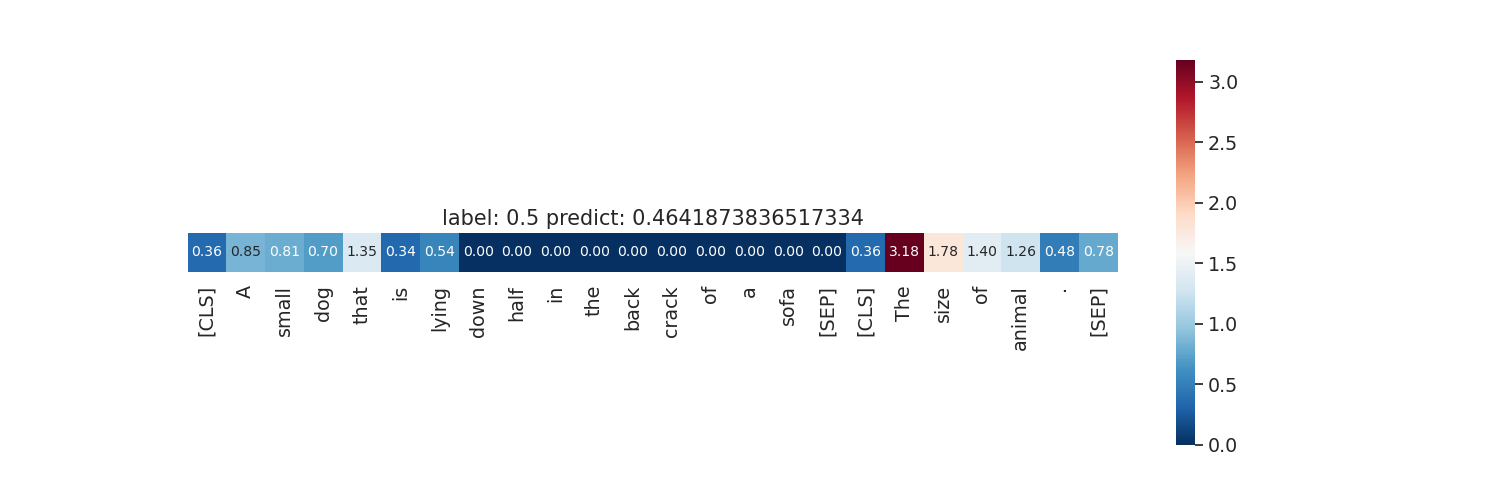 label: 0.5 predict: 0.4641873836517334
0.36 0.85 0.81 0.70 1.35 0.34 0.54 0.00 0.00 0.00 0.00 0.00 0.00 0.00 0.00 0.00 0.00 0.36 3.18 1.78 1.40 1.26 0.48 0.78
[CLS] A small dog that is lying down half in the back crack of a sofa [SEP] [CLS] The size of animal . [SEP]
3.0
2.5
2.0
1.5
1.0
0.5
0.0